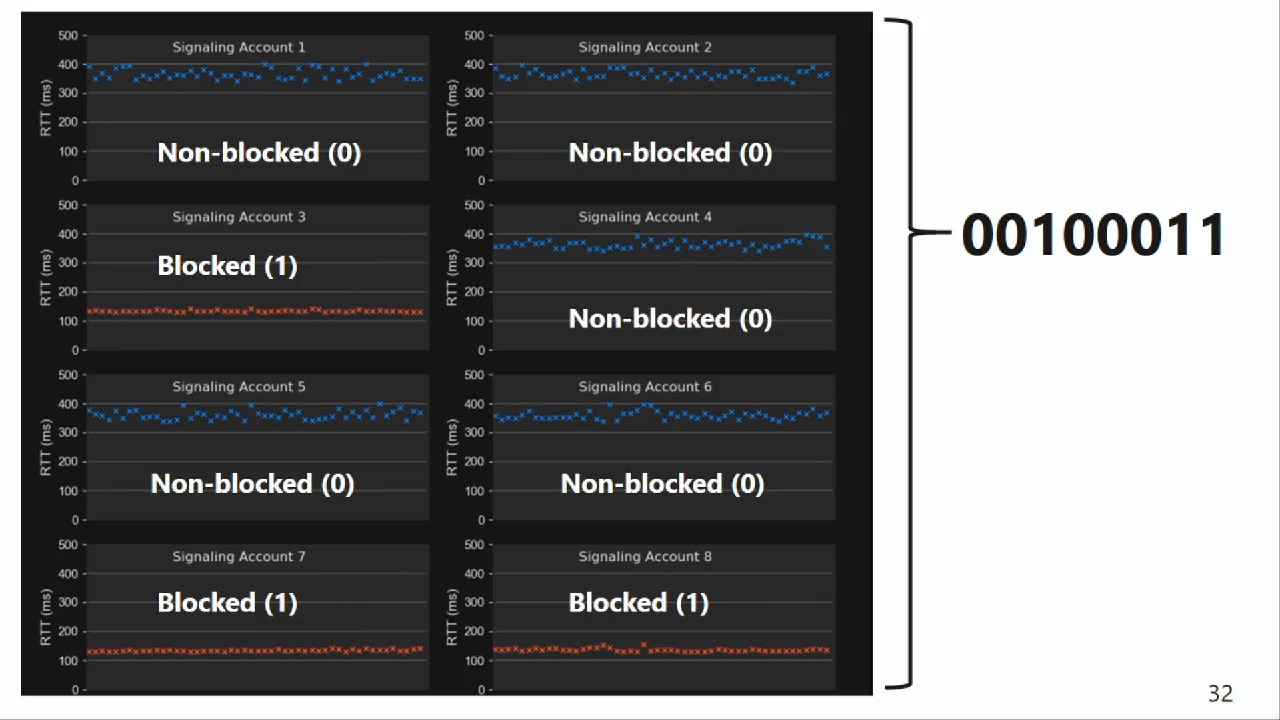 Signaling Account 1
500
400
300
200
100
0
RTT (ms)
Non-blocked (0)
Signaling Account 2
500
400
300
200
100
0
RTT (ms)
Non-blocked (0)
Signaling Account 3
500
400
300
200
100
0
RTT (ms)
Blocked (1)
Signaling Account 4
500
400
300
200
100
0
RTT (ms)
Non-blocked (0)
Signaling Account 5
500
400
300
200
100
0
RTT (ms)
Non-blocked (0)
Signaling Account 6
500
400
300
200
100
0
RTT (ms)
Non-blocked (0)
Signaling Account 7
500
400
300
200
100
0
RTT (ms)
Blocked (1)
Signaling Account 8
500
400
300
200
100
0
RTT (ms)
Blocked (1)
00100011
32